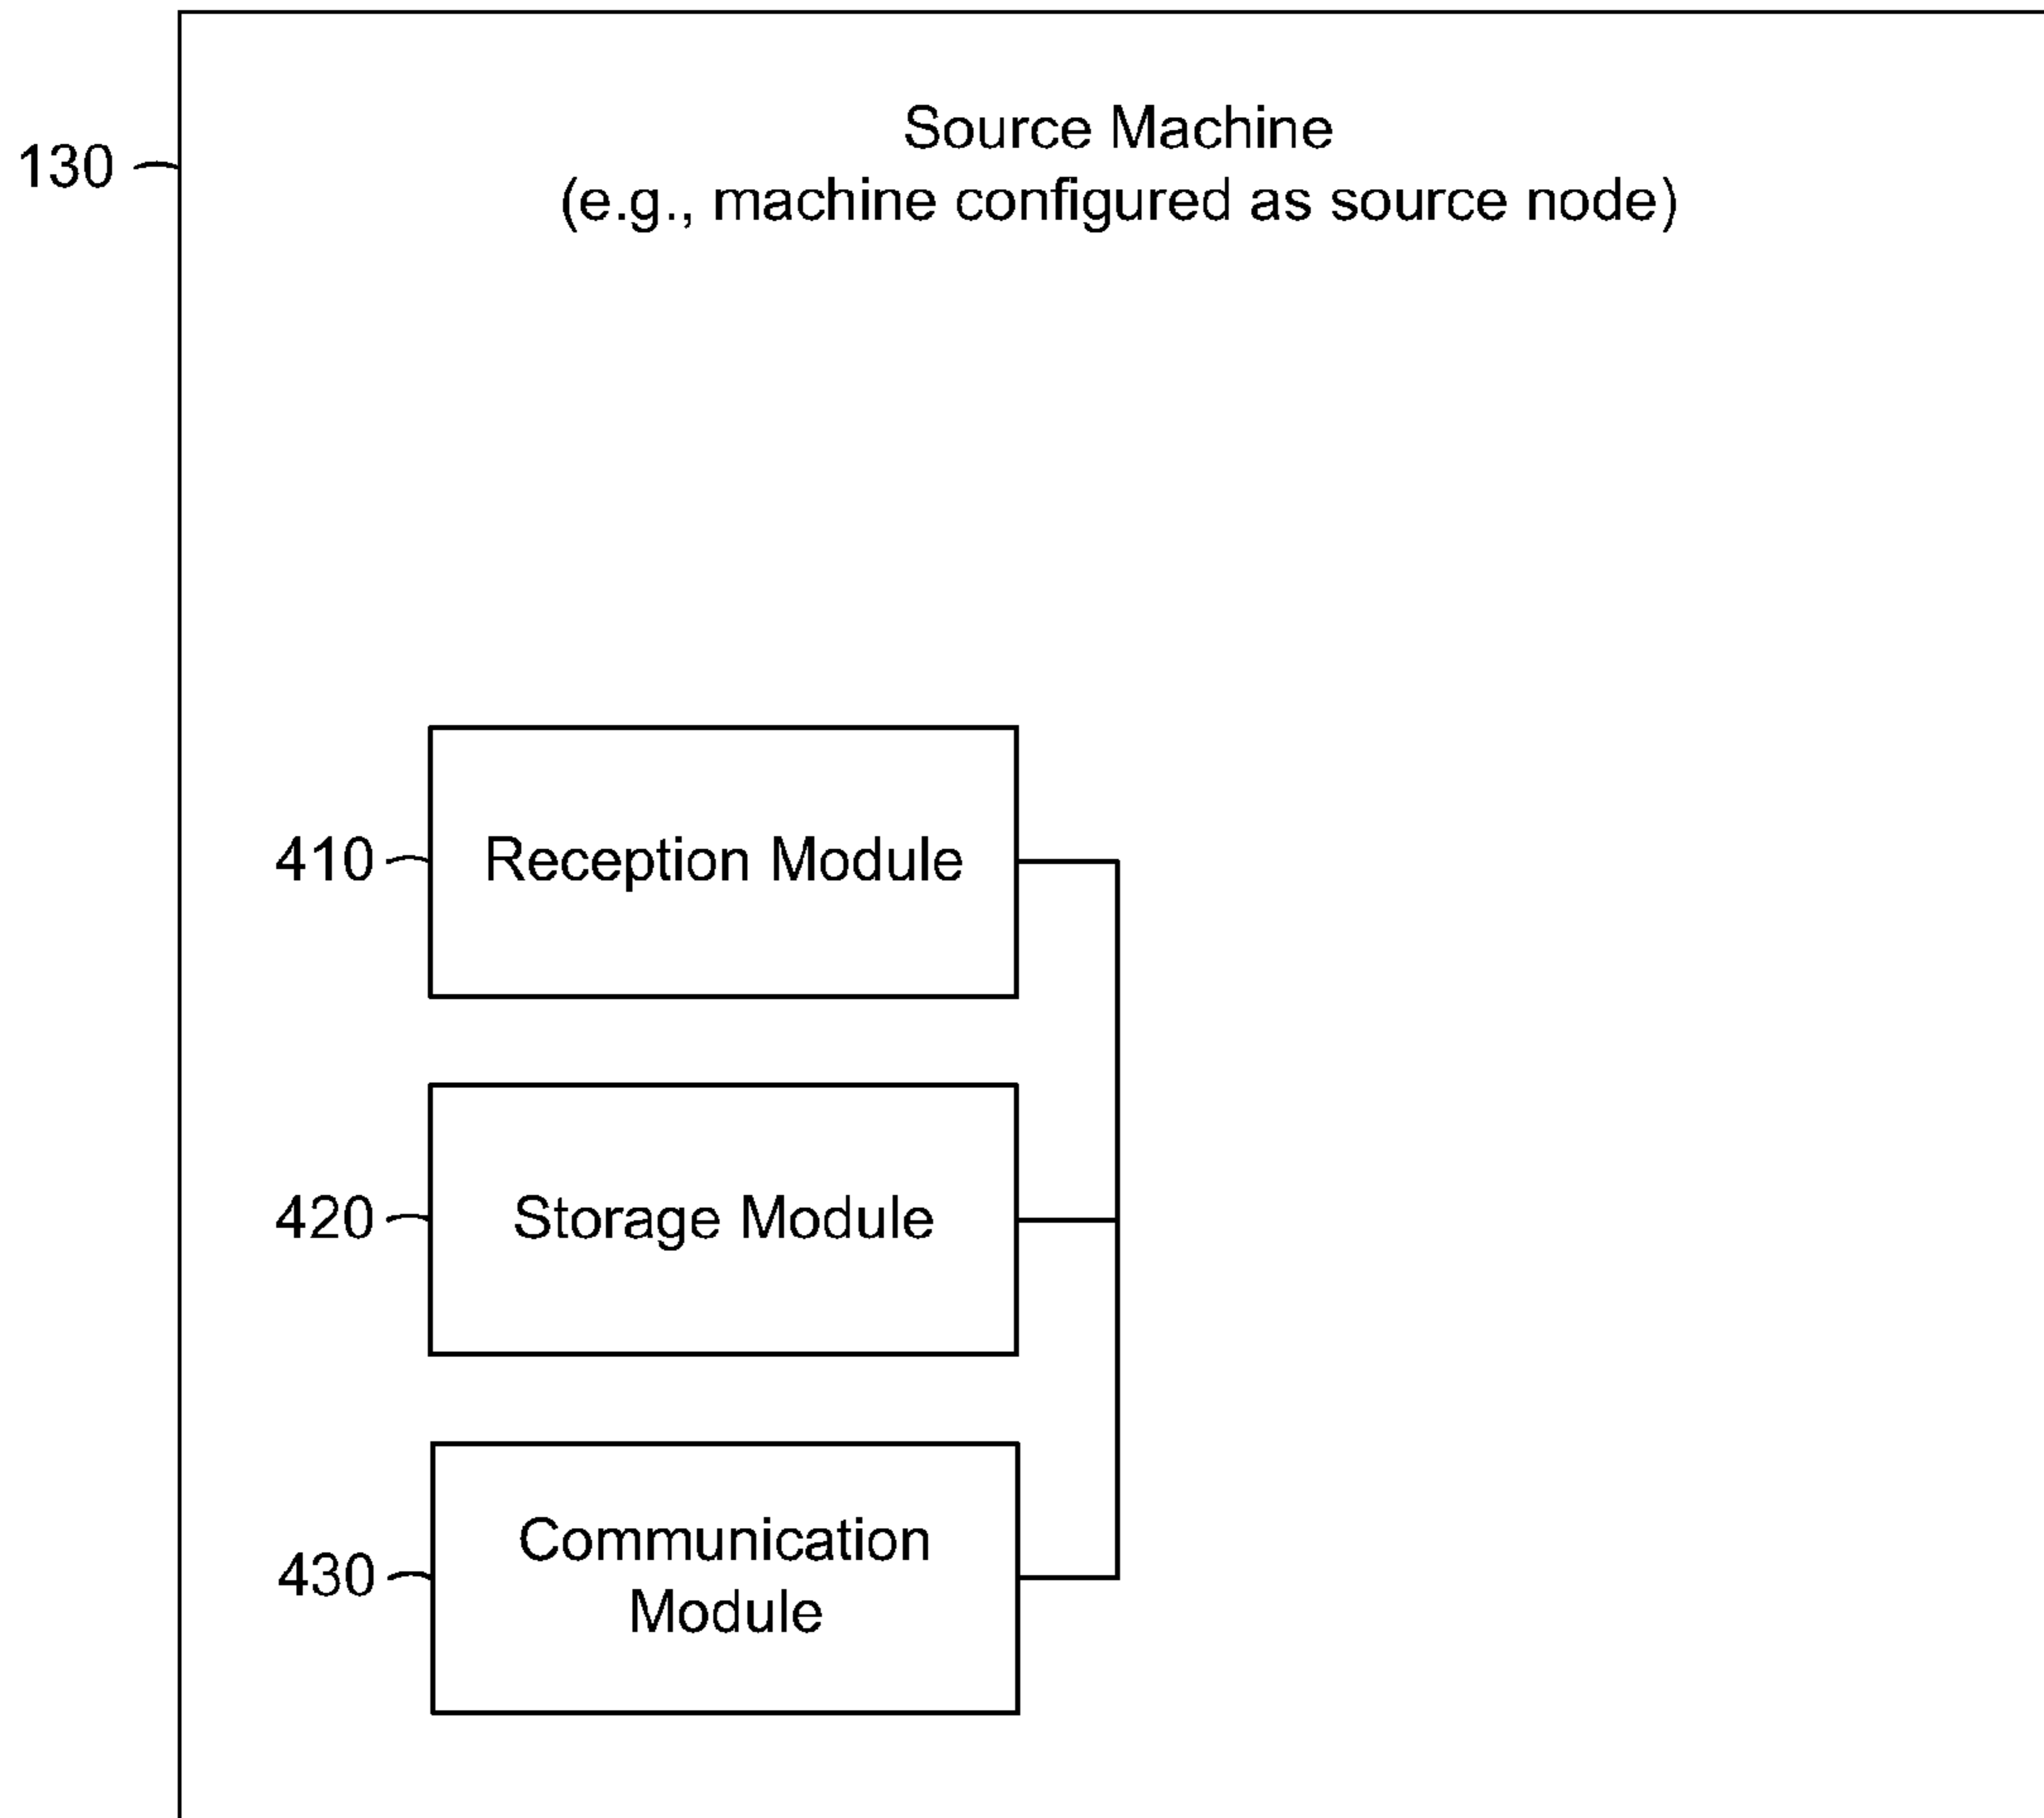 Source Machine
130
(e.g., machine configured as source node)
410
Reception Module
420
Storage Module
Communication
430
Module